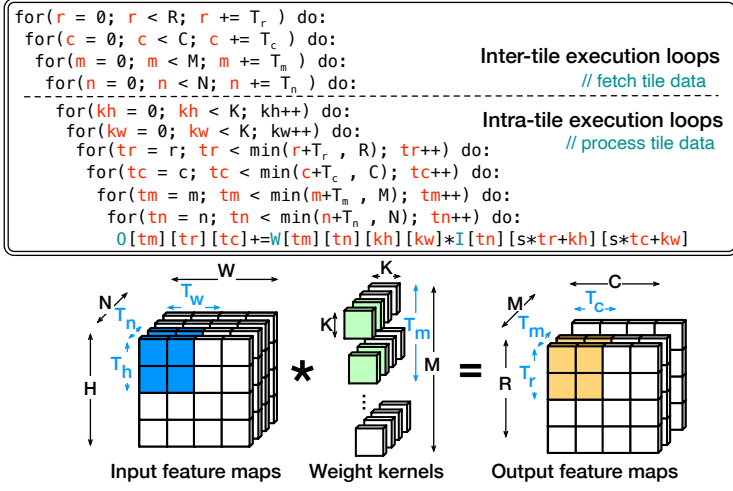 for(r = 0; r < R; r += Tr ) do:
for(c = 0; c < C; c += Tc ) do:
for(m = 0; m < M; m += Tm ) do:
for(n = 0; n < N; n += Tn ) do:
Inter-tile execution loops
// fetch tile data
for(kh = 0; kh < K; kh++) do:
for(kw = 0; kw < K; kw++) do:
for(tr = r; tr < min(r+Tr , R); tr++) do:
for(tc = c; tc < min(c+Tc , C); tc++) do:
for(tm = m; tm < min(m+Tm , M); tm++) do:
for(tn = n; tn < min(n+Tn , N); tn++) do:
O[tm][tr][tc]+=W[tm][tn][kh][kw]*I[tn][s*tr+kh][s*tc+kw]
Intra-tile execution loops
// process tile data
W
N
Tw
Tn
Th
H
Input feature maps
*
K
K
Tm
M
...
Weight kernels
=
C
M
Tc
Tm
Tr
R
Output feature maps